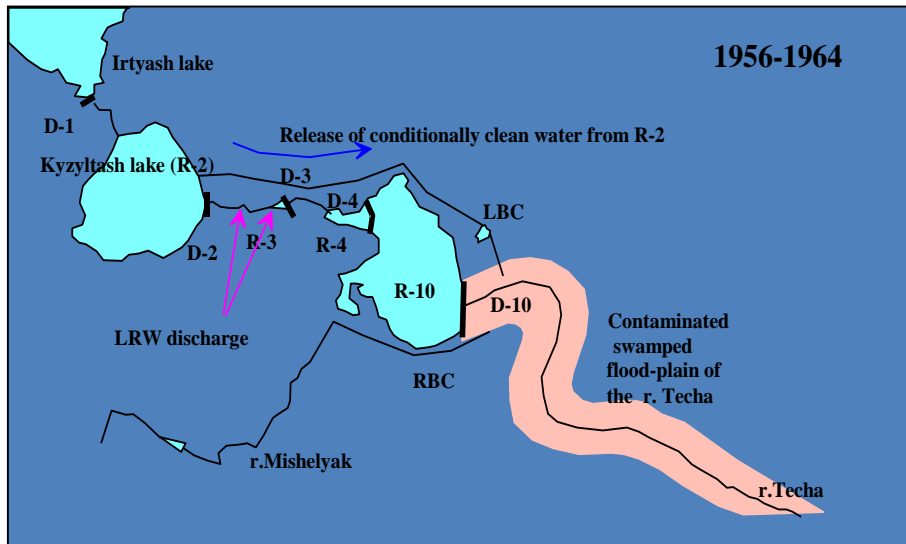 1956-1964
Irtyash lake
D-1
Release of conditionally clean water from R-2
Kyzyltash lake (R-2)
D-3
D-4
LBC
D-2
R-3
R-4
R-10
D-10
LRW discharge
RBC
Contaminated
swamped
flood-plain of
the r. Techa
r.Mishelyak
r.Techa